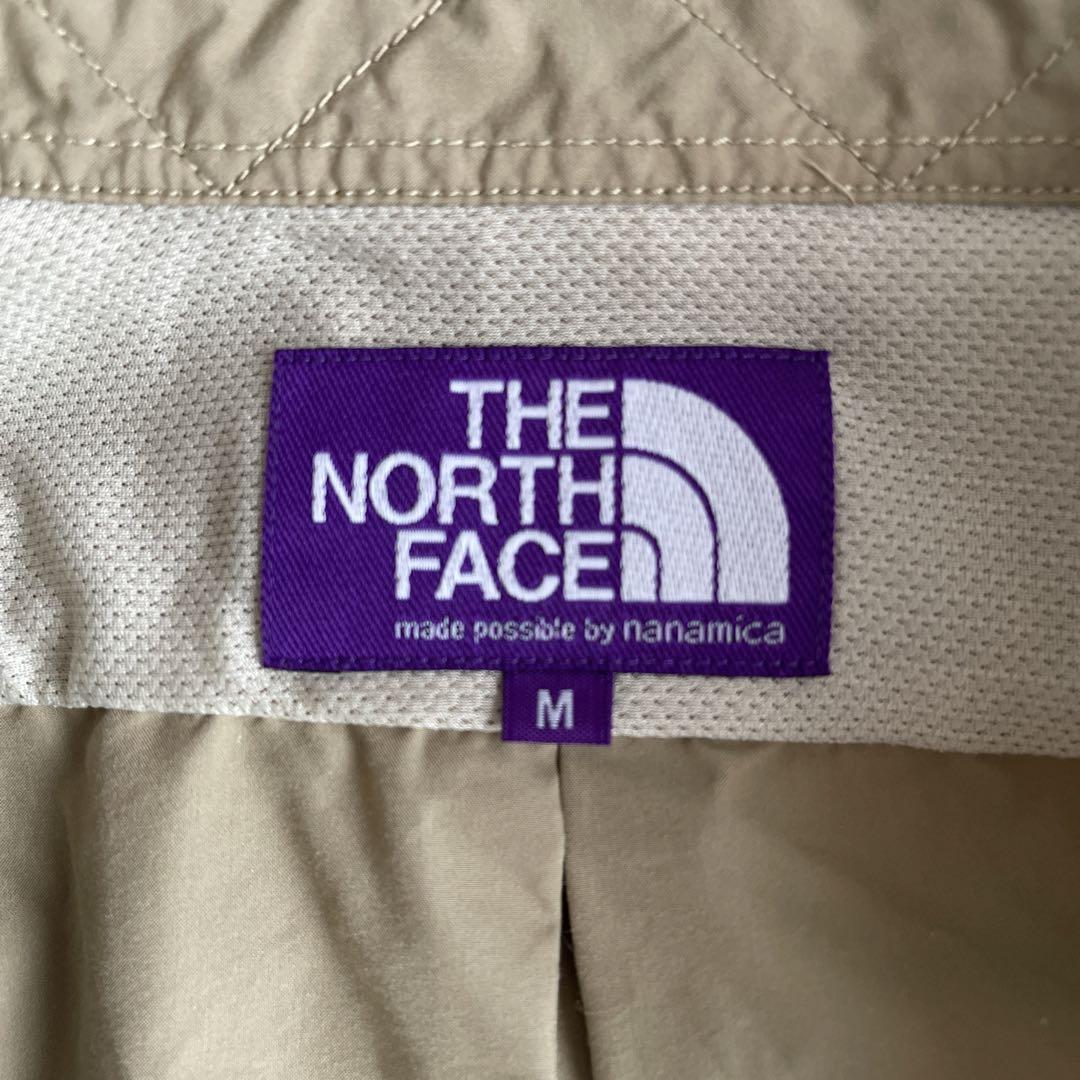 THE
NORTH
FACE
made possible by nanamica
M